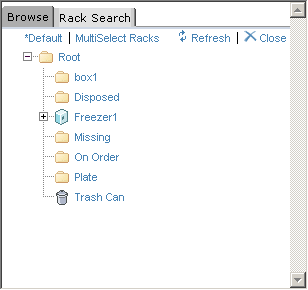 Browse Rack Search
*Default | MultiSelect Racks Refresh | Close
Root
box1
Disposed
Freezer1
Missing
On Order
Plate
Trash Can